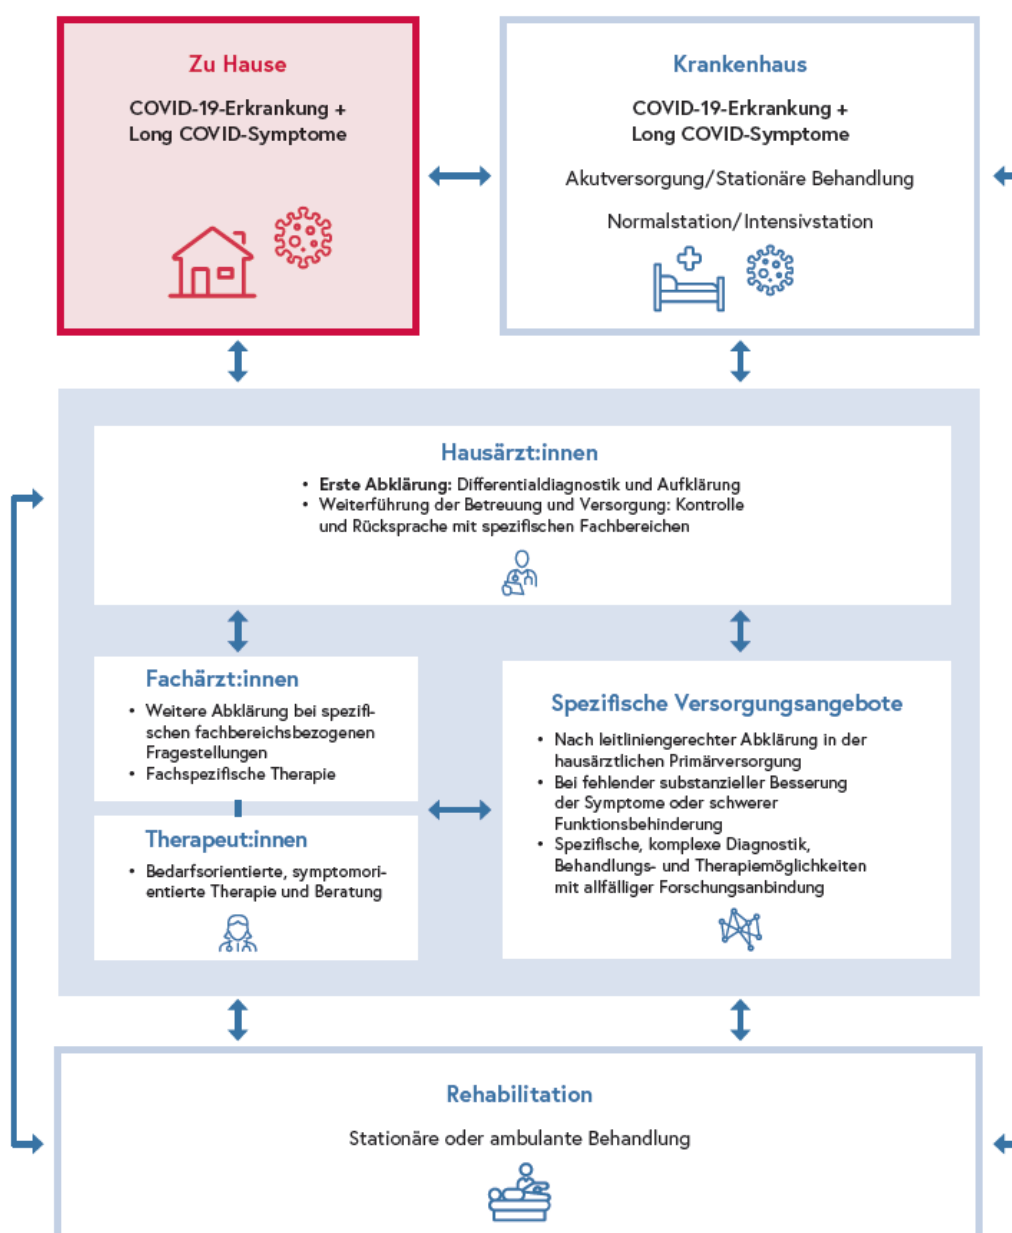 Zu Hause
COVID-19-Erkrankung +
Long COVID-Symptome
Krankenhaus
COVID-19-Erkrankung +
Long COVID-Symptome
Akutversorgung/Stationäre Behandlung
Normalstation/Intensivstation
Hausärzt:innen
• Erste Abklärung: Differentialdiagnostik und Aufklärung
• Weiterführung der Betreuung und Versorgung: Kontrolle
und Rücksprache mit spezifischen Fachbereichen
Fachärzt:innen
• Weitere Abklärung bei spezifi-
schen fachbereichsbezogenen
Fragestellungen
• Fachspezifische Therapie
Therapeut:innen
• Bedarfsorientierte, symptomori-
entierte Therapie und Beratung
Spezifische Versorgungsangebote
• Nach leitliniengerechter Abklärung in der
hausärztlichen Primärversorgung
• Bei fehlender substanzieller Besserung
der Symptome oder schwerer
Funktionsbehinderung
• Spezifische, komplexe Diagnostik,
Behandlungs- und Therapiemöglichkeiten
mit allfälliger Forschungsanbindung
Rehabilitation
Stationäre oder ambulante Behandlung